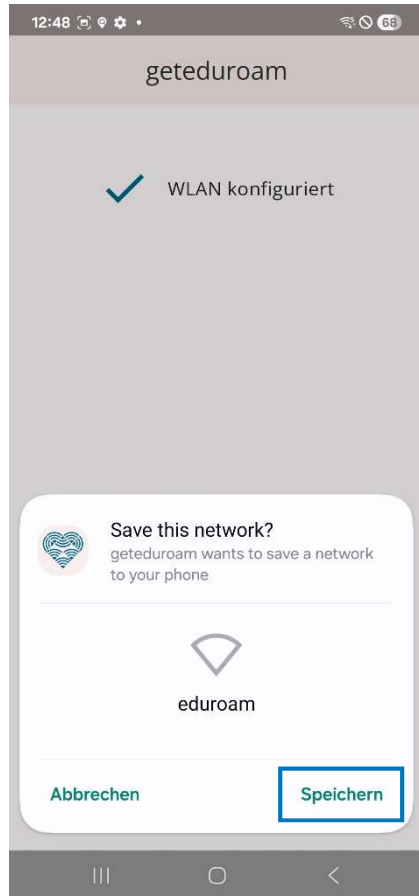 12:48
68
geteduroam
WLAN konfiguriert
Save this network?
geteduroam wants to save a network
to your phone
eduroam
Abbrechen Speichern